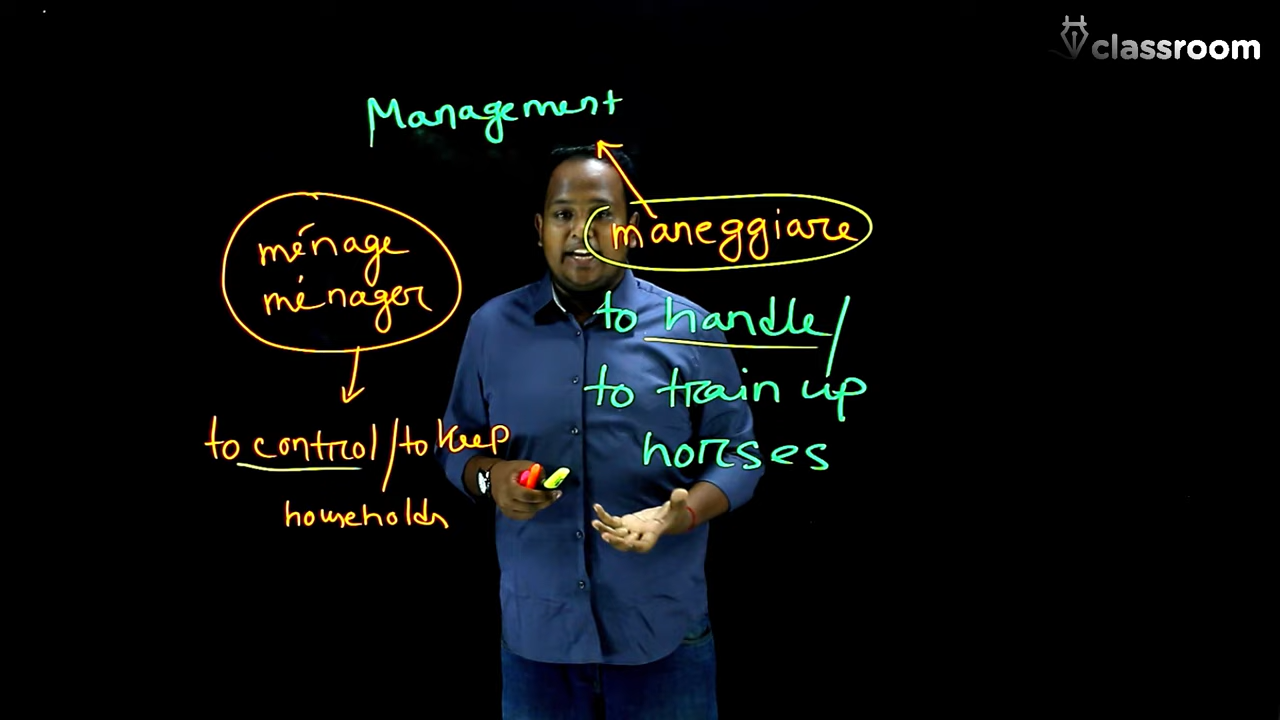 classroom
Management
ménage
ménager
maneggiare
to handle/
to train up
horses
to control/to keep
households